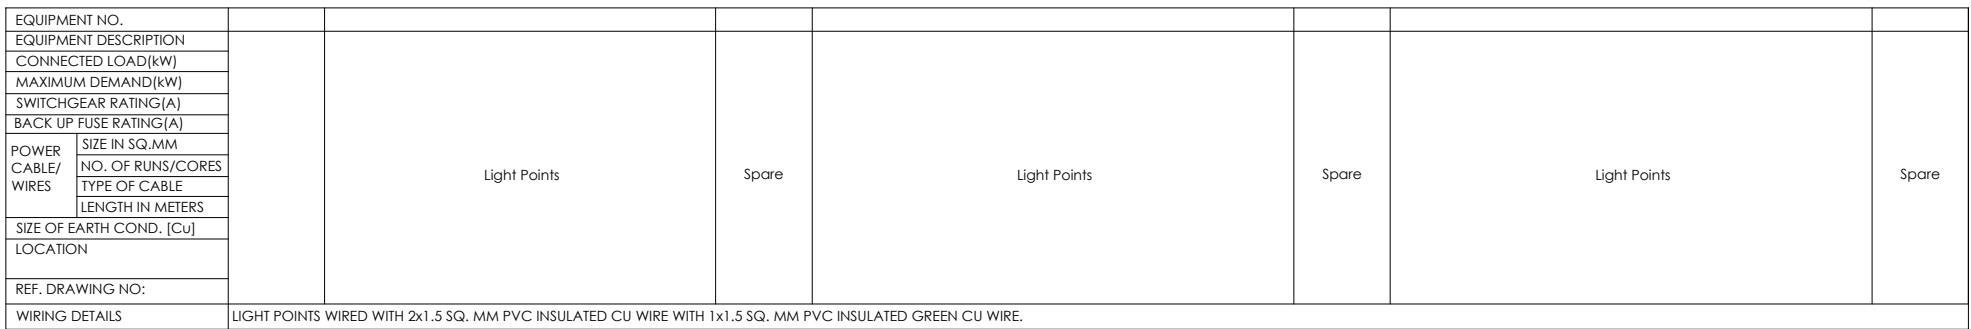 EQUIPMENT NO.
EQUIPMENT DESCRIPTION
CONNECTED LOAD(kW)
MAXIMUM DEMAND(kW)
SWITCHGEAR RATING(A)
BACK UP FUSE RATING(A)
POWER CABLE/ WIRES
SIZE IN SQ.MM
NO. OF RUNS/CORES
TYPE OF CABLE
LENGTH IN METERS
SIZE OF EARTH COND. [Cu]
LOCATION
REF. DRAWING NO:
Light Points
Spare
Light Points
Spare
Light Points
Spare
WIRING DETAILS
LIGHT POINTS WIRED WITH 2x1.5 SQ. MM PVC INSULATED CU WIRE WITH 1x1.5 SQ. MM PVC INSULATED GREEN CU WIRE.